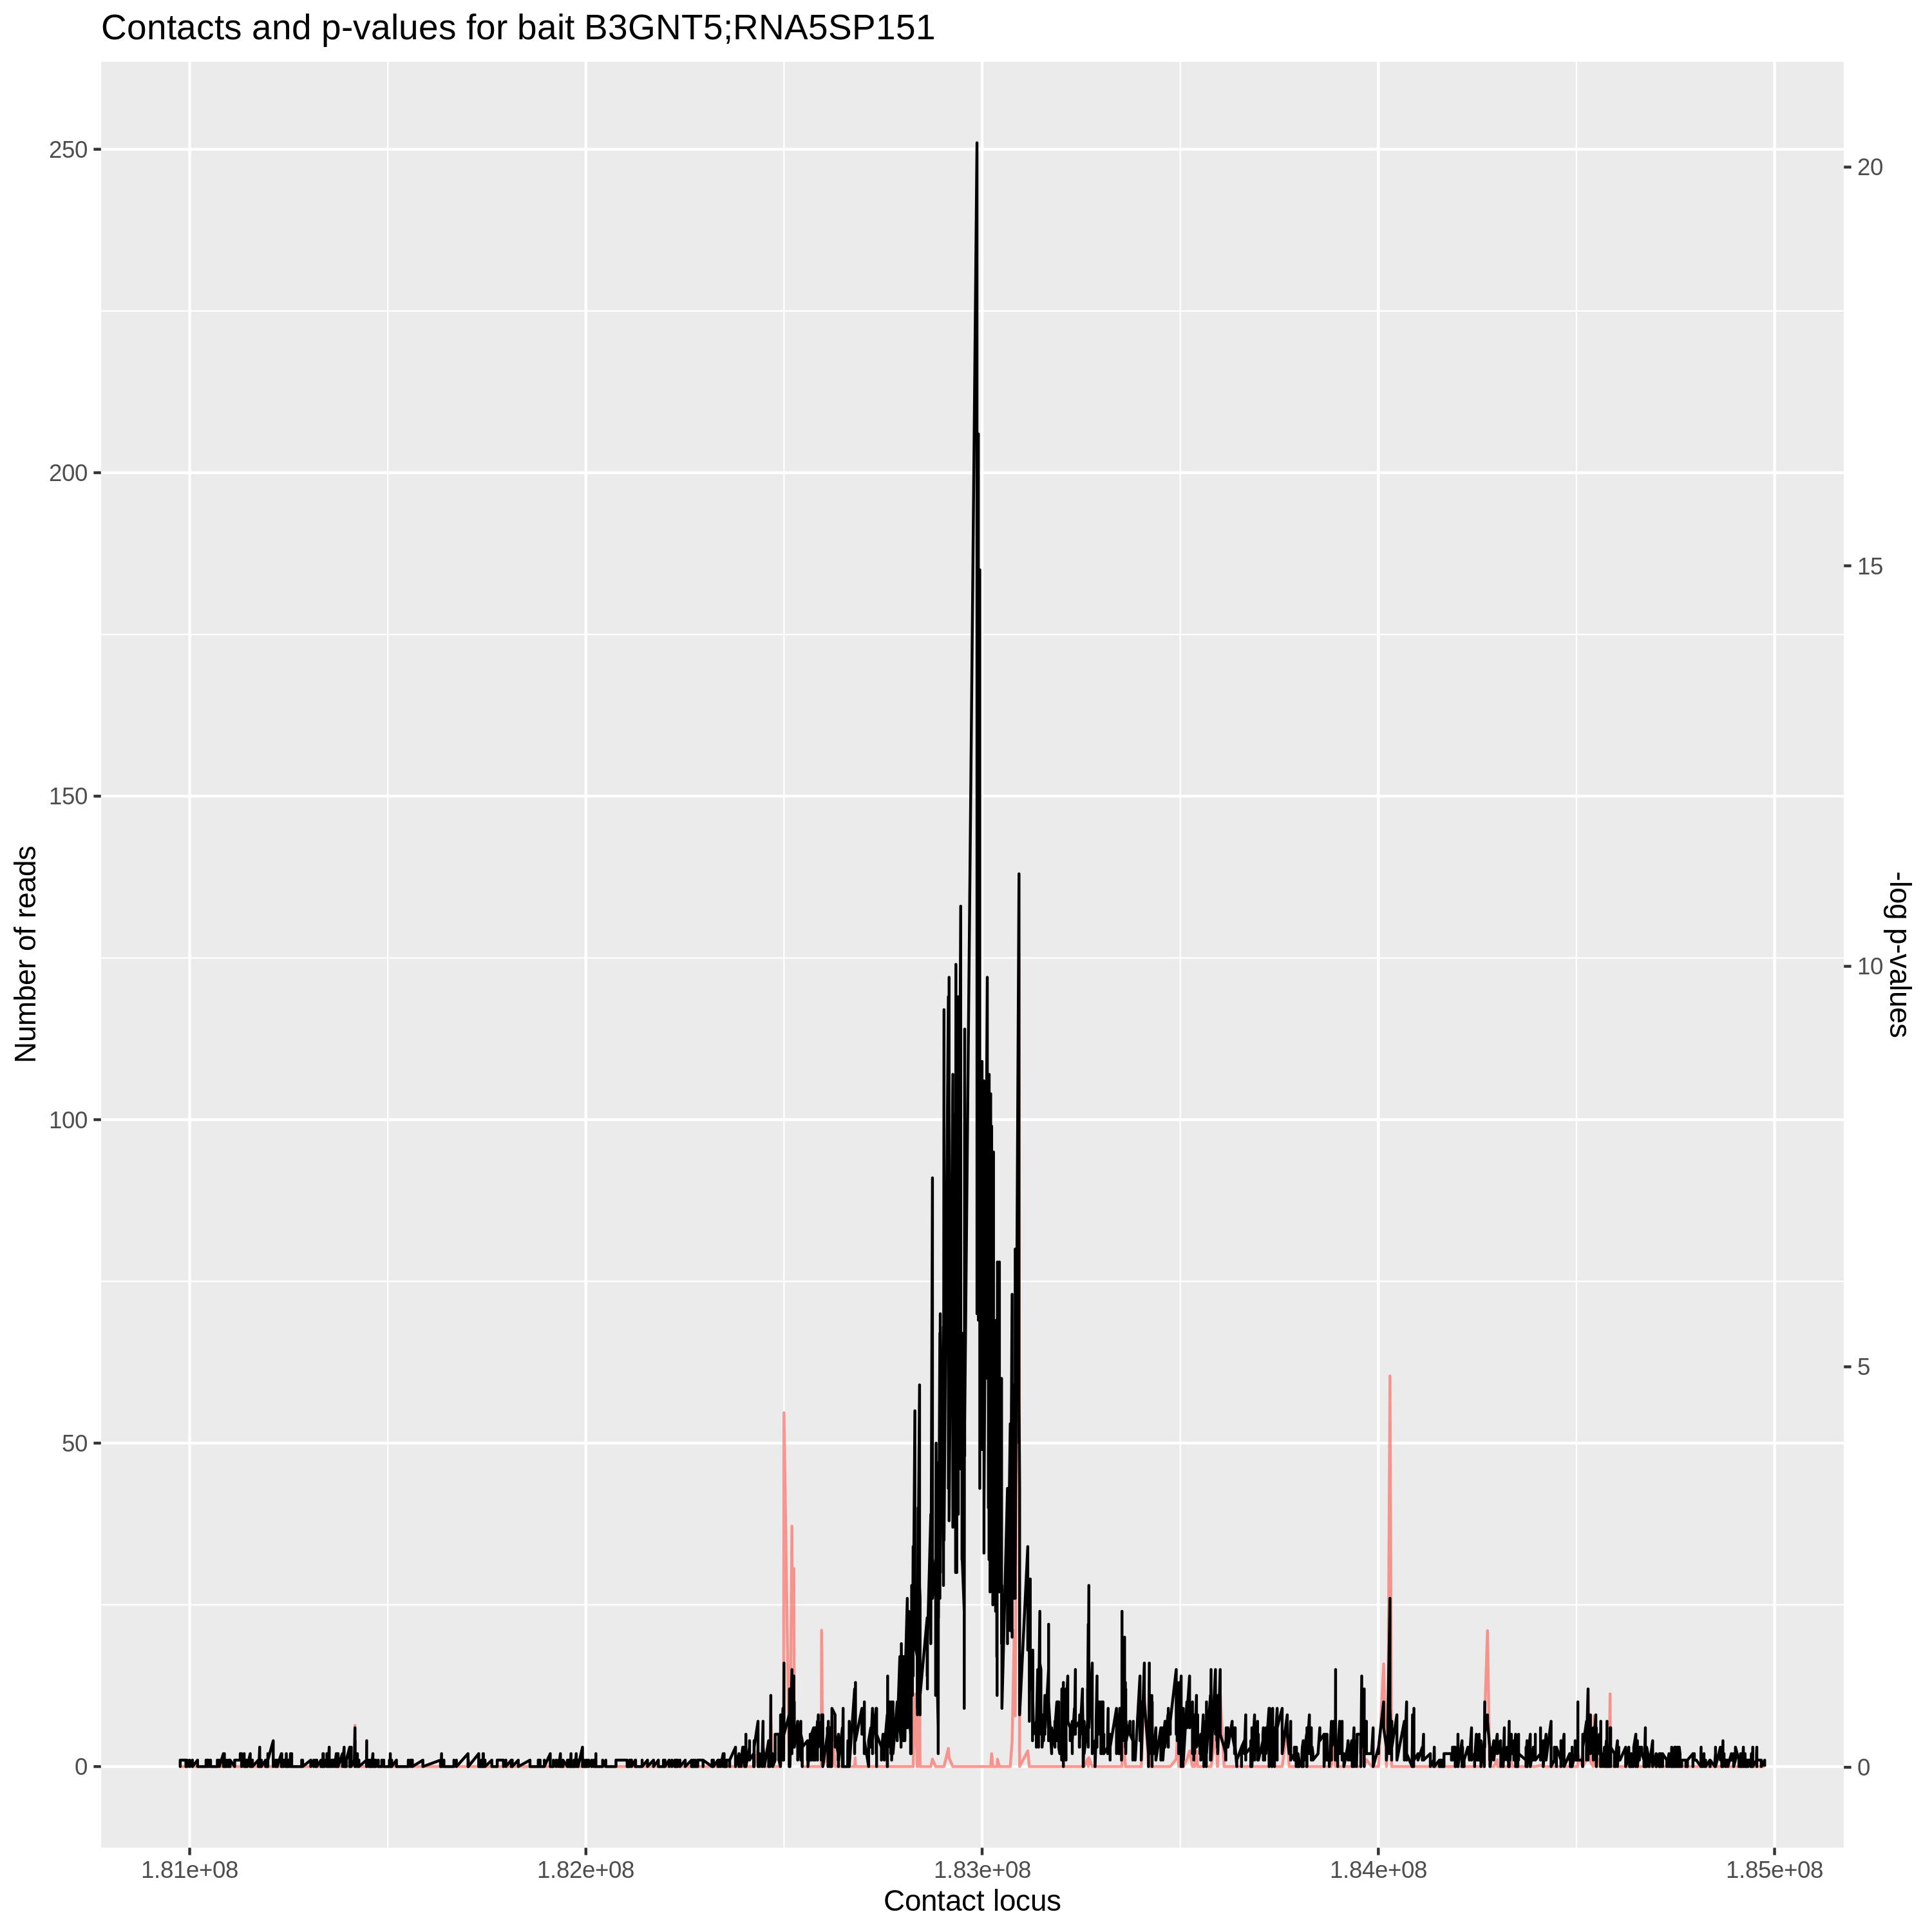 Contacts and p-values for bait B3GNT5;RNA5SP151
250
200
150
100
50
0
Number of reads
20
15
10
5
0
-log p-values
1.81e+08
1.82e+08
1.83e+08
1.84e+08
1.85e+08
Contact locus